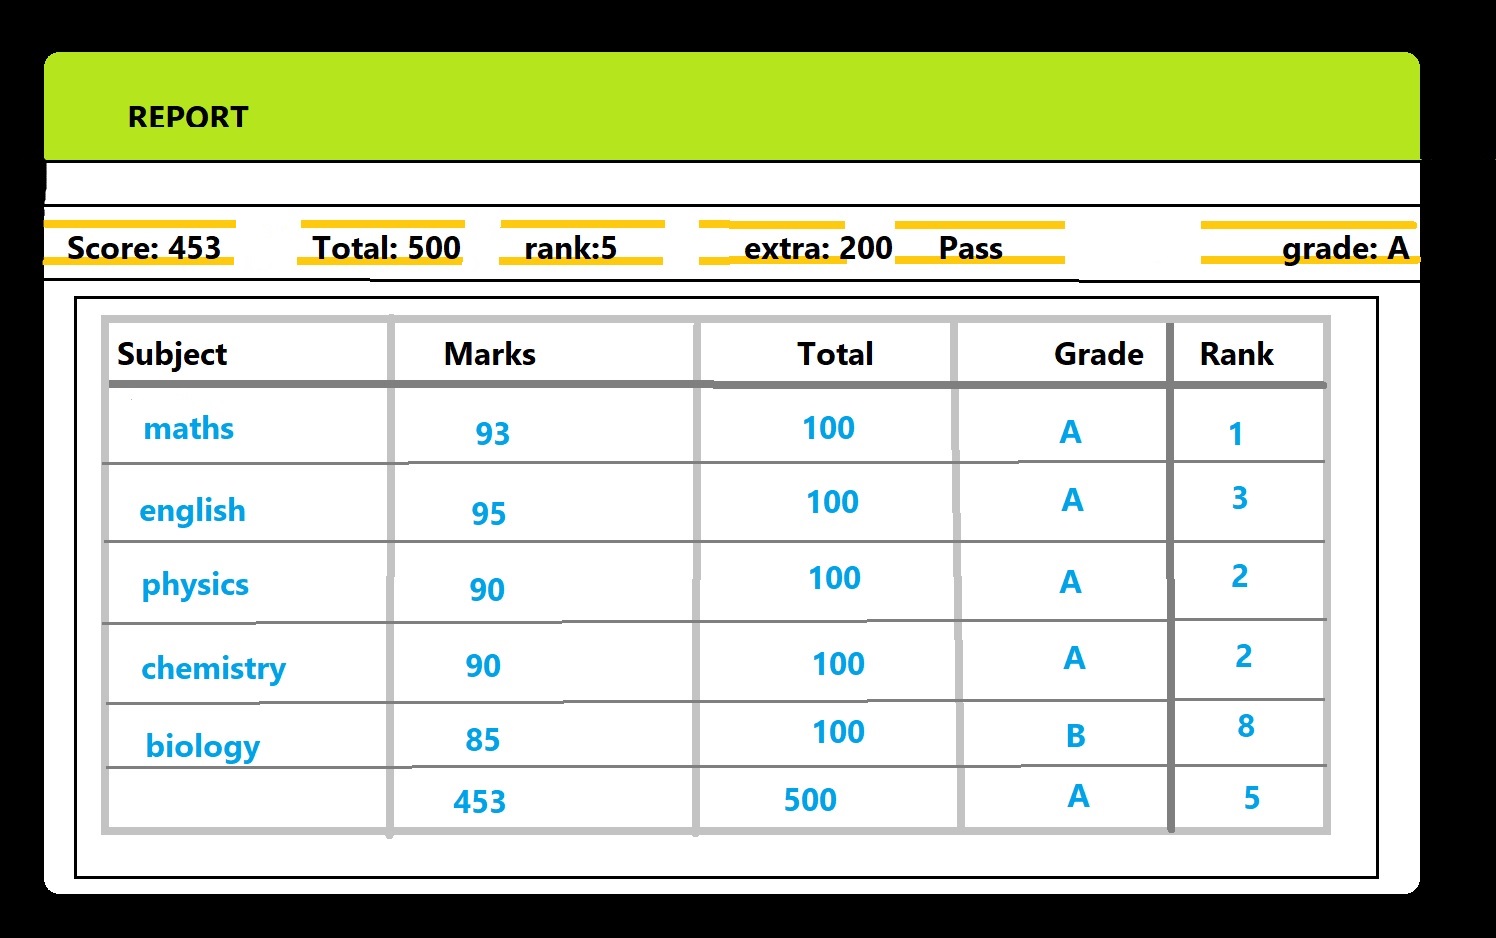 REPORT
Score: 453 Total: 500 rank:5 extra: 200 Pass grade: A
Subject Marks Total Grade Rank
maths 93 100 A 1
english 95 100 A 3
physics 90 100 A 2
chemistry 90 100 A 2
biology 85 100 B 8
453 500 A 5